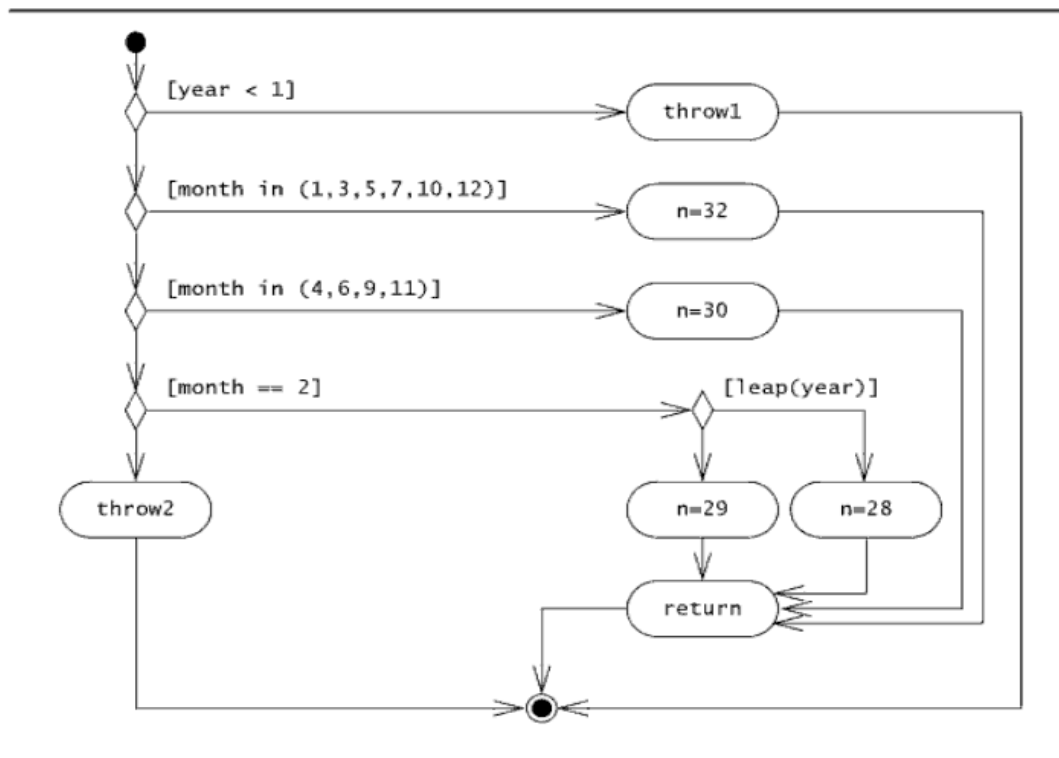 [year < 1]
throw1
[month in (1,3,5,7,10,12)]
n=32
[month in (4,6,9,11)]
n=30
[month == 2]
[leap(year)]
throw2
n=29
n=28
return